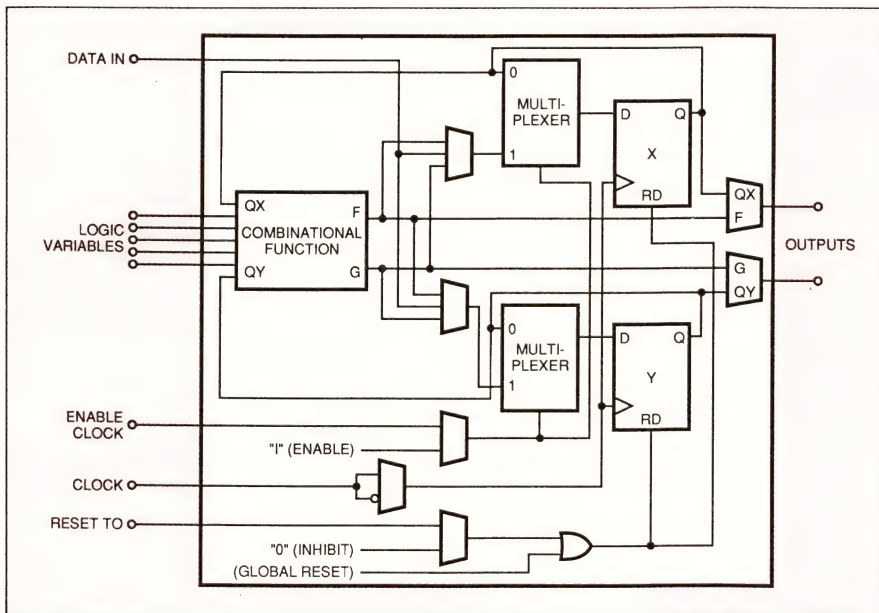 DATA IN
0
MULTI-
PLEXER
1
D
Q
X
RD
QX
F
LOGIC
VARIABLES
QX
COMBINATIONAL
FUNCTION
F
G
QY
OUTPUTS
G
QY
0
MULTI-
PLEXER
1
D
Q
Y
RD
ENABLE
CLOCK
"I" (ENABLE)
CLOCK
RESET TO
"0" (INHIBIT)
(GLOBAL RESET)